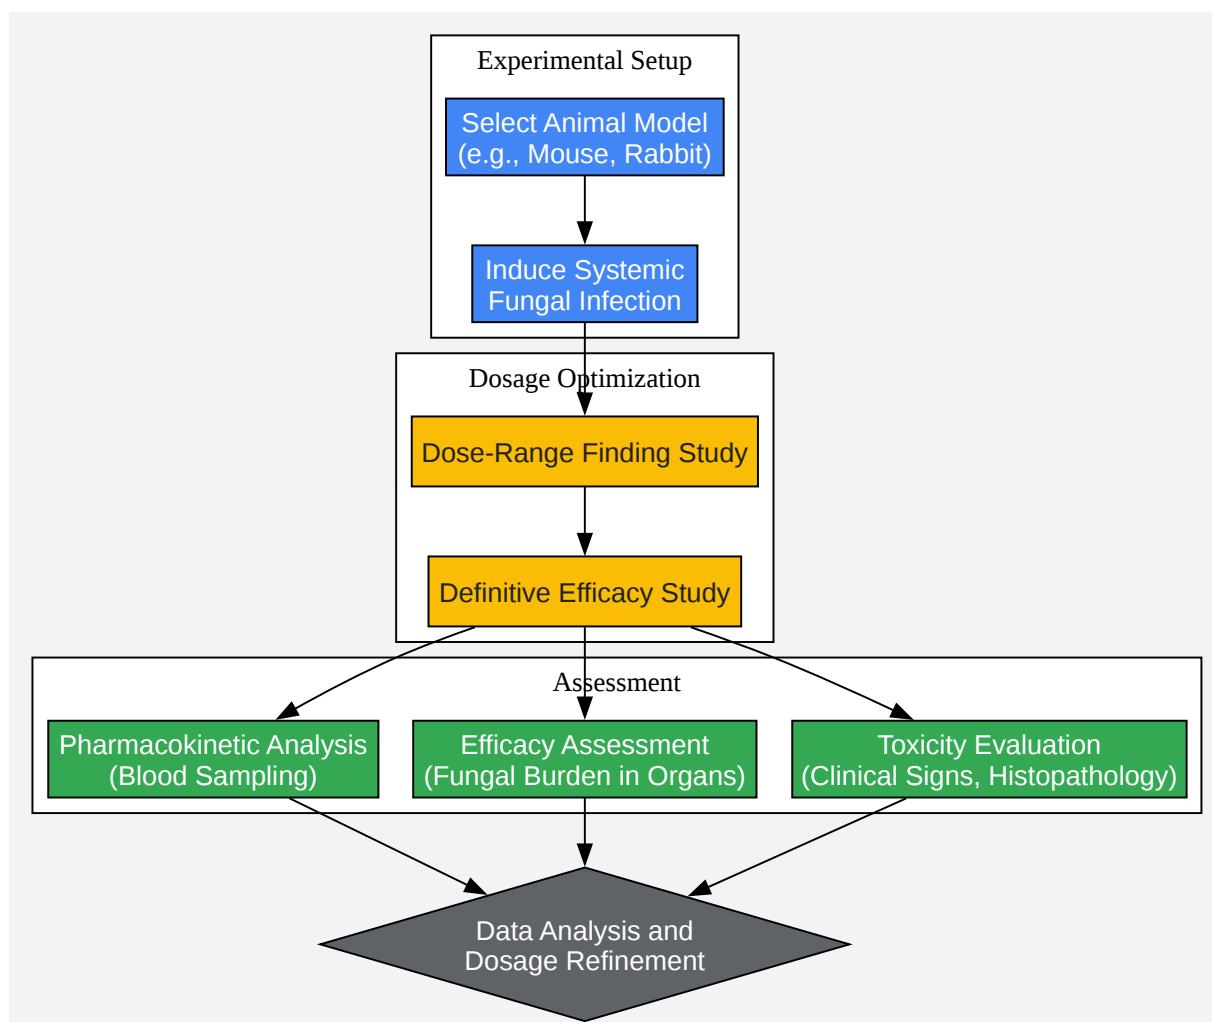 Experimental Setup
Select Animal Model
(e.g., Mouse, Rabbit)
Induce Systemic
Fungal Infection
Dosage Optimization
Dose-Range Finding Study
Definitive Efficacy Study
Assessment
Pharmacokinetic Analysis
(Blood Sampling)
Efficacy Assessment
(Fungal Burden in Organs)
Toxicity Evaluation
(Clinical Signs, Histopathology)
Data Analysis and
Dosage Refinement